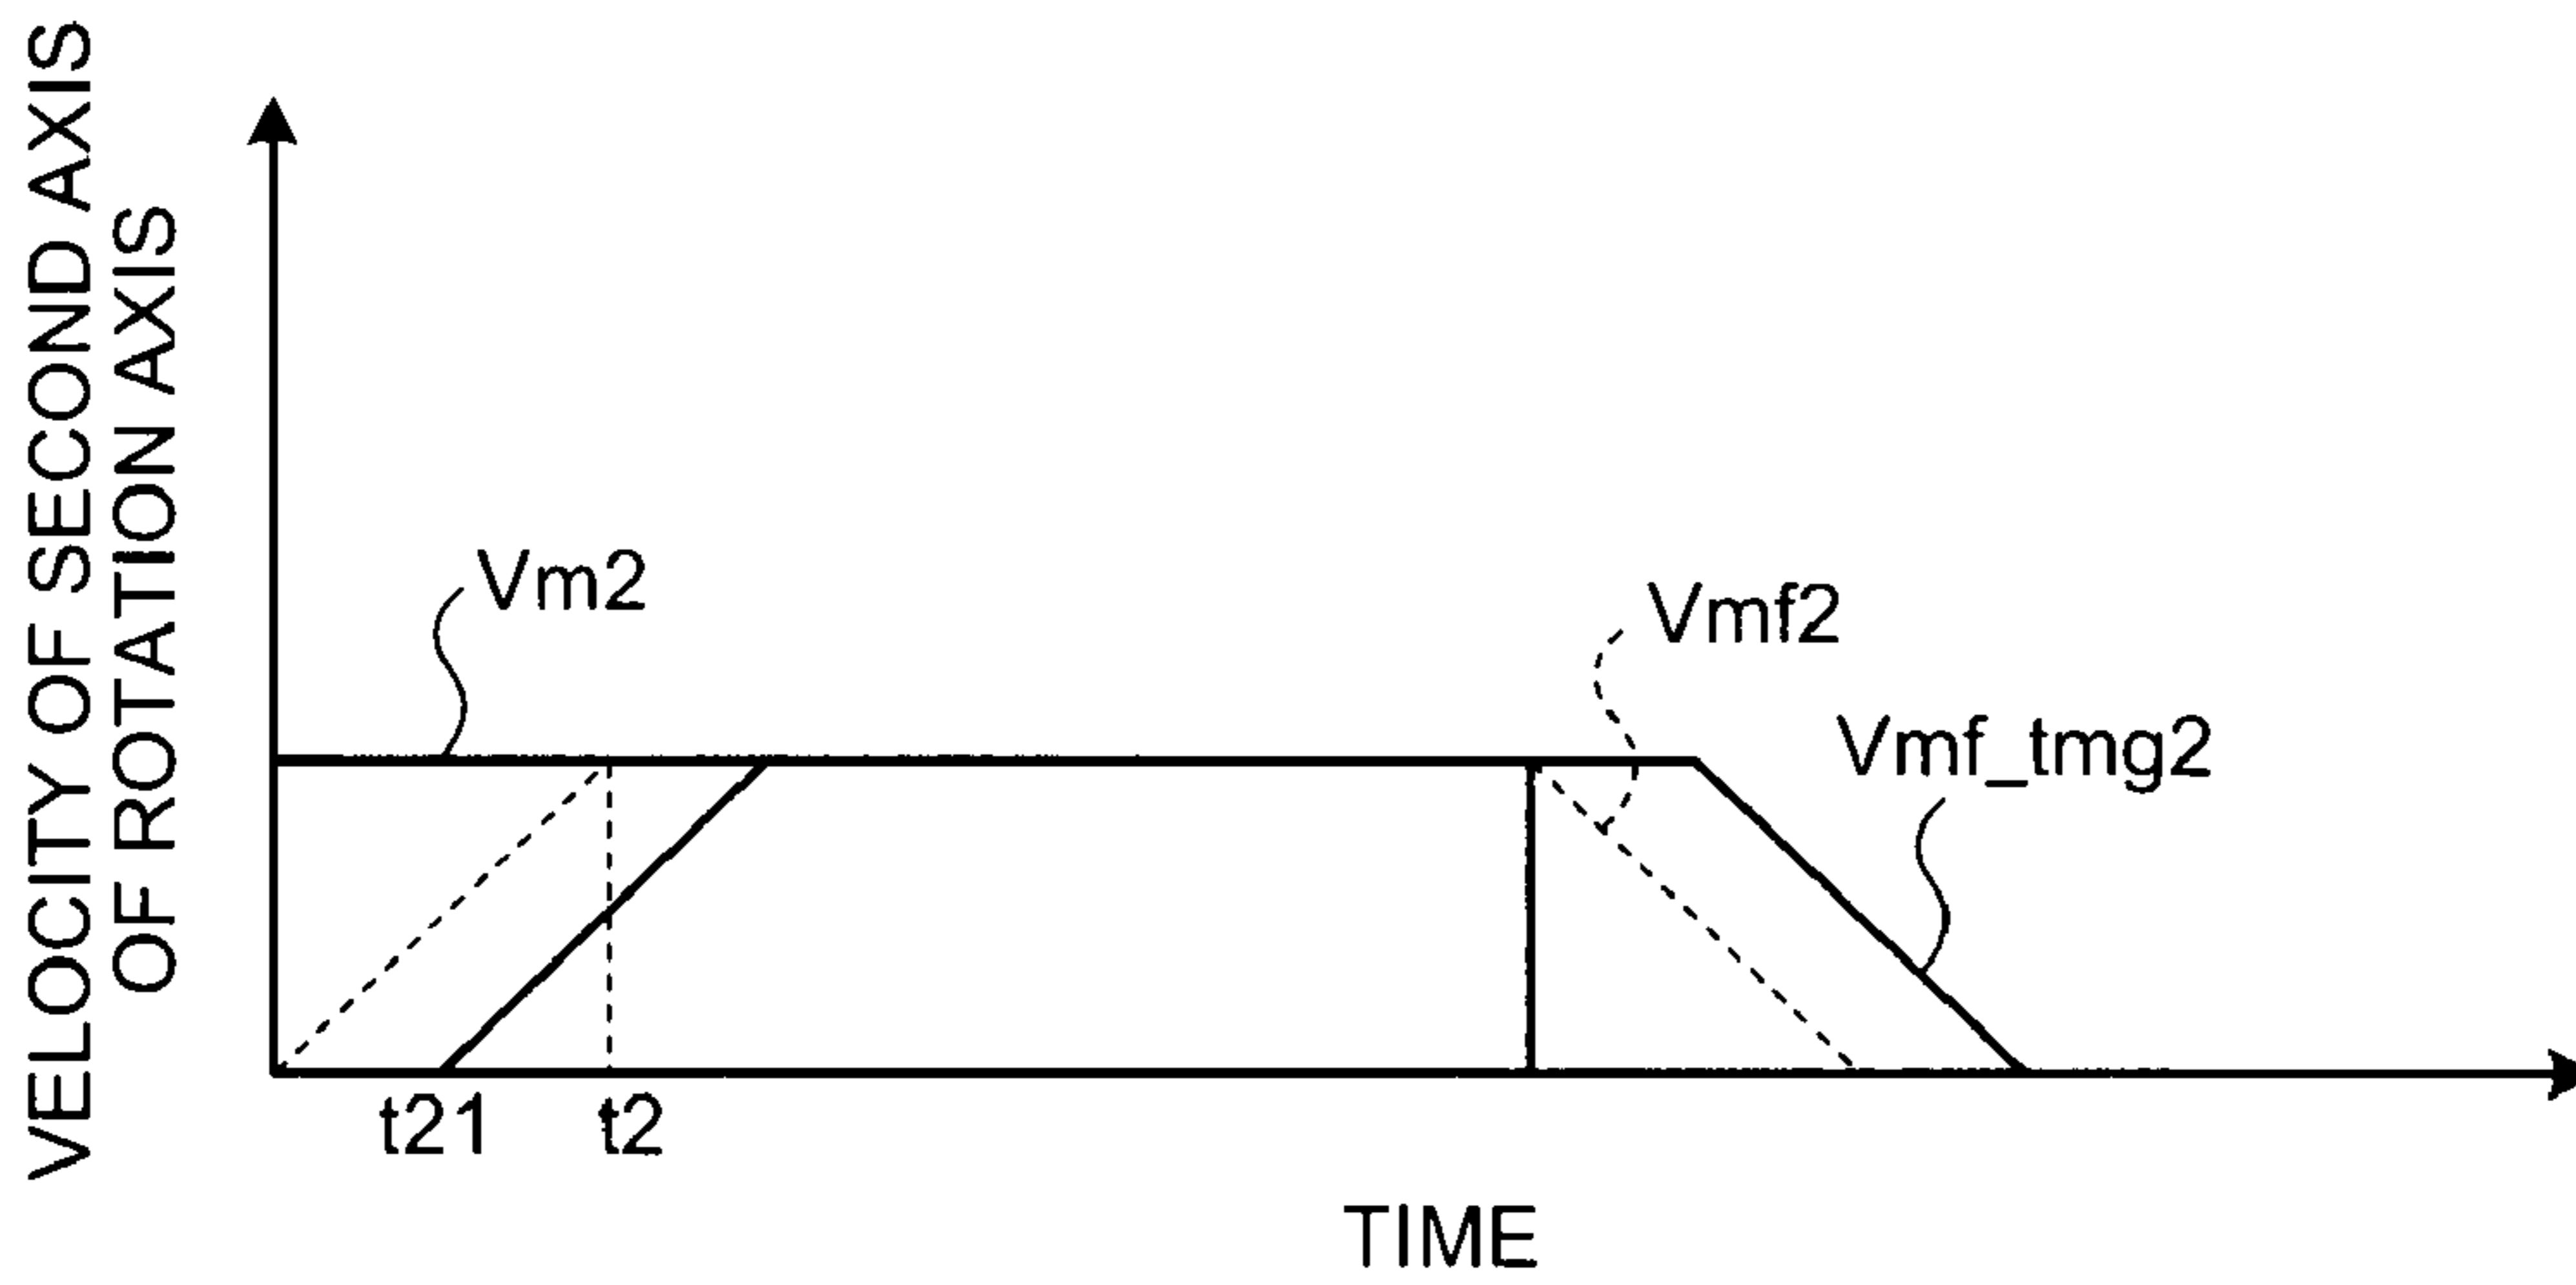 VELOCITY OF SECOND AXIS
OF ROTATION AXIS
Vm2
Vmf2
Vmf_tmg2
t21
t2
TIME